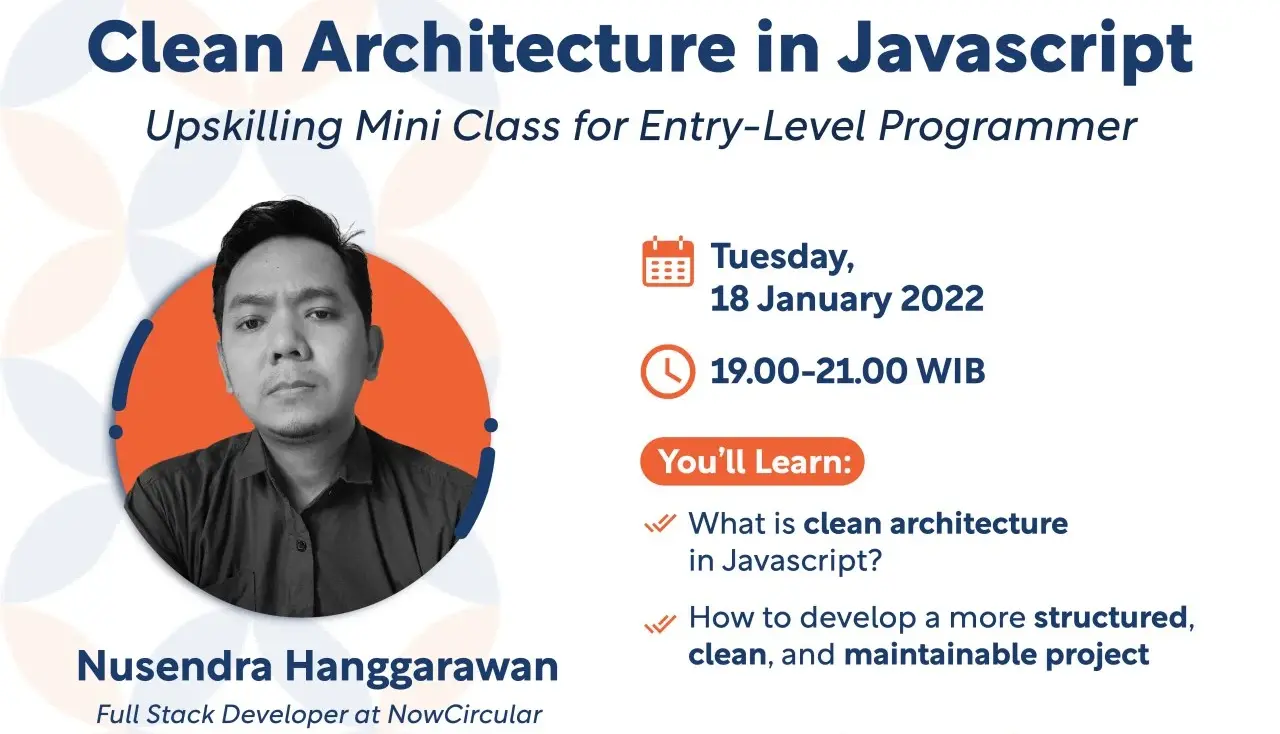 Clean Architecture in Javascript
Upskilling Mini Class for Entry-Level Programmer
Tuesday,
18 January 2022
19.00-21.00 WIB
You'll Learn:
What is clean architecture
in Javascript?
How to develop a more structured,
clean, and maintainable project
Nusendra Hanggarawan
Full Stack Developer at NowCircular